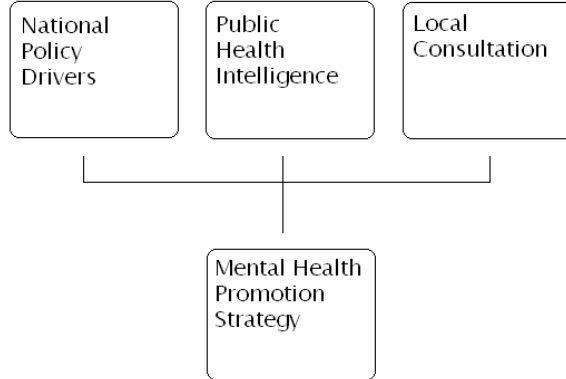 National
Policy
Drivers
Public
Health
Intelligence
Local
Consultation
Mental Health
Promotion
Strategy